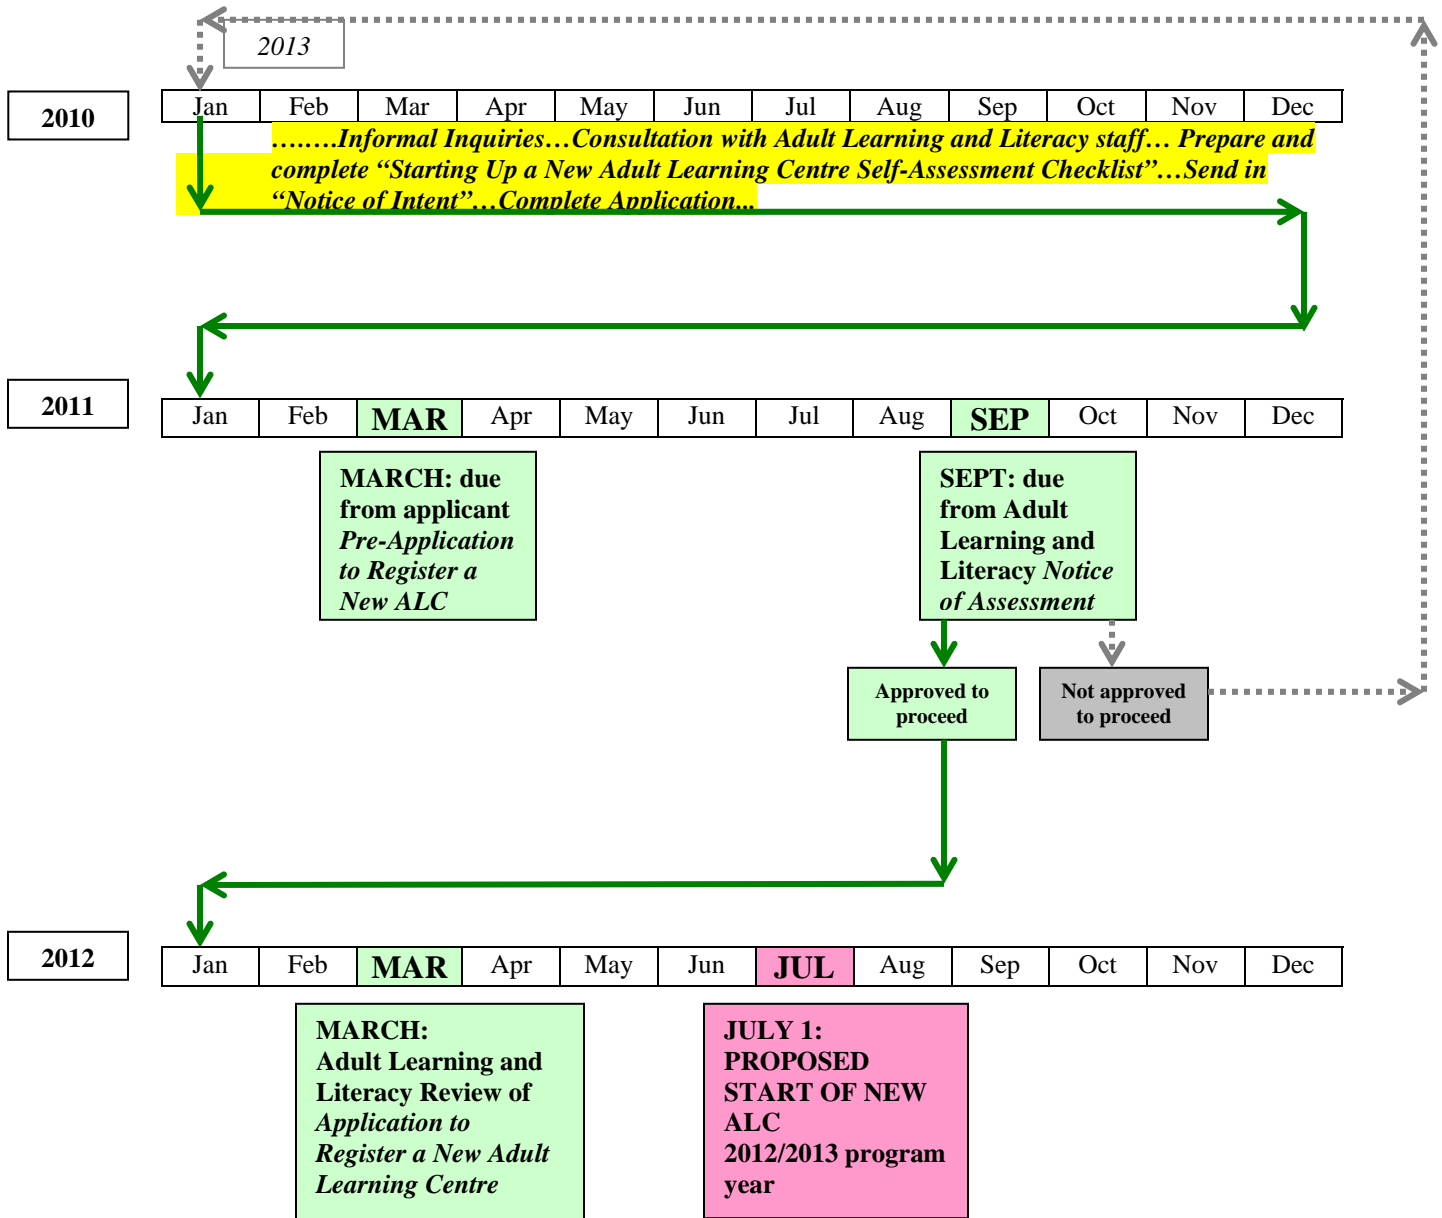 2013
2010
Jan Feb Mar Apr May Jun Jul Aug Sep Oct Nov Dec
…….Informal Inquiries…Consultation with Adult Learning and Literacy staff… Prepare and
complete “Starting Up a New Adult Learning Centre Self-Assessment Checklist”…Send in
“Notice of Intent”…Complete Application...
2011
Jan Feb MAR Apr May Jun Jul Aug SEP Oct Nov Dec
MARCH: due
from applicant
Pre-Application
to Register a
New ALC
SEPT: due
from Adult
Learning and
Literacy Notice
of Assessment
Approved to
proceed
Not approved
to proceed
2012
Jan Feb MAR Apr May Jun JUL Aug Sep Oct Nov Dec
MARCH:
Adult Learning and
Literacy Review of
Application to
Register a New Adult
Learning Centre
JULY 1:
PROPOSED
START OF NEW
ALC
2012/2013 program
year